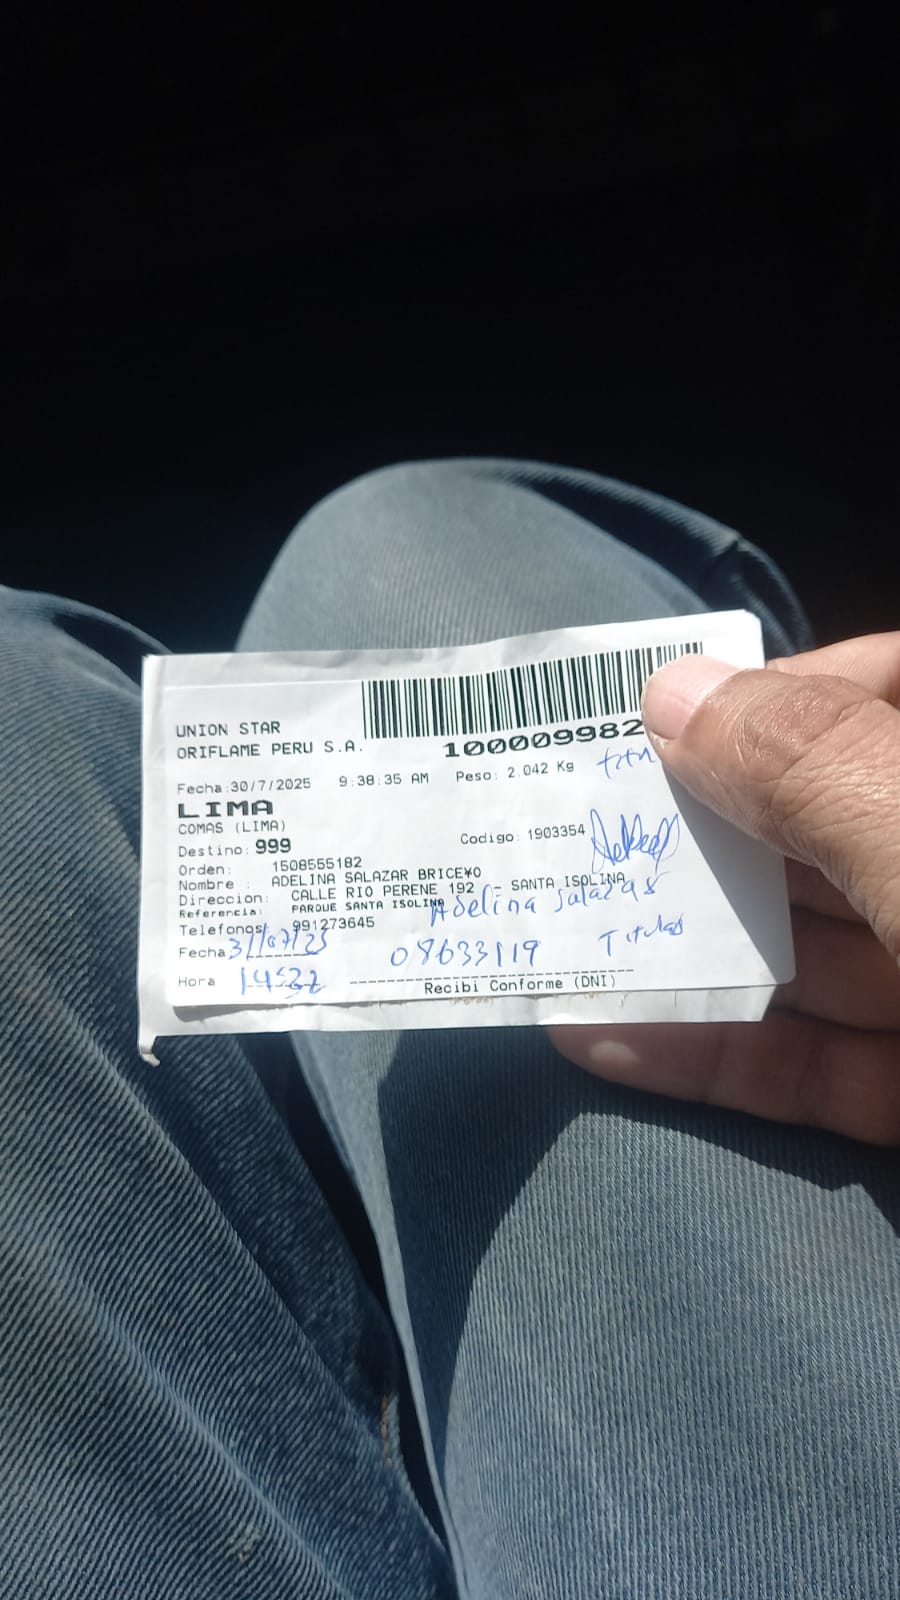 UNION STAR
ORIFLAME PERU S.A.
100009982
Fecha:30/7/2025 9:38:35 AM Peso: 2.042 Kg
LIMA
COMAS (LIMA)
Destino: 999 Codigo: 1903354
Orden: 1508555182
Nombre : ADELINA SALAZAR BRICE¥O
Direccion: CALLE RIO PERENE 192 - SANTA ISOLINA
Referencia: PARQUE SANTA ISOLINA
Adelina Salazar
Telefonos: 991273645
Fecha 31/07/25 08633119 Titular
Hora
Recibi Conforme (DNI)